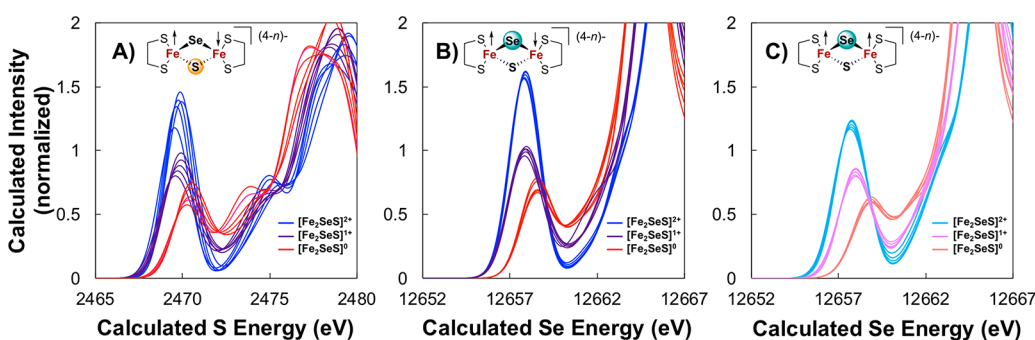 Calculated Intensity
(normalized)
2
1.5
1
0.5
0
A)
S
S
Fe
Se
Fe
S
S
S
(4-n)-
[Fe₂SeS]²⁺
[Fe₂SeS]¹⁺
[Fe₂SeS]⁰
2465
2470
2475
2480
Calculated S Energy (eV)
2
1.5
1
0.5
0
B)
S
S
Fe
Se
Fe
S
S
S
(4-n)-
[Fe₂SeS]²⁺
[Fe₂SeS]¹⁺
[Fe₂SeS]⁰
12652
12657
12662
12667
Calculated Se Energy (eV)
2
1.5
1
0.5
0
C)
S
S
Fe
Se
Fe
S
S
S
(4-n)-
[Fe₂SeS]²⁺
[Fe₂SeS]¹⁺
[Fe₂SeS]⁰
12652
12657
12662
12667
Calculated Se Energy (eV)